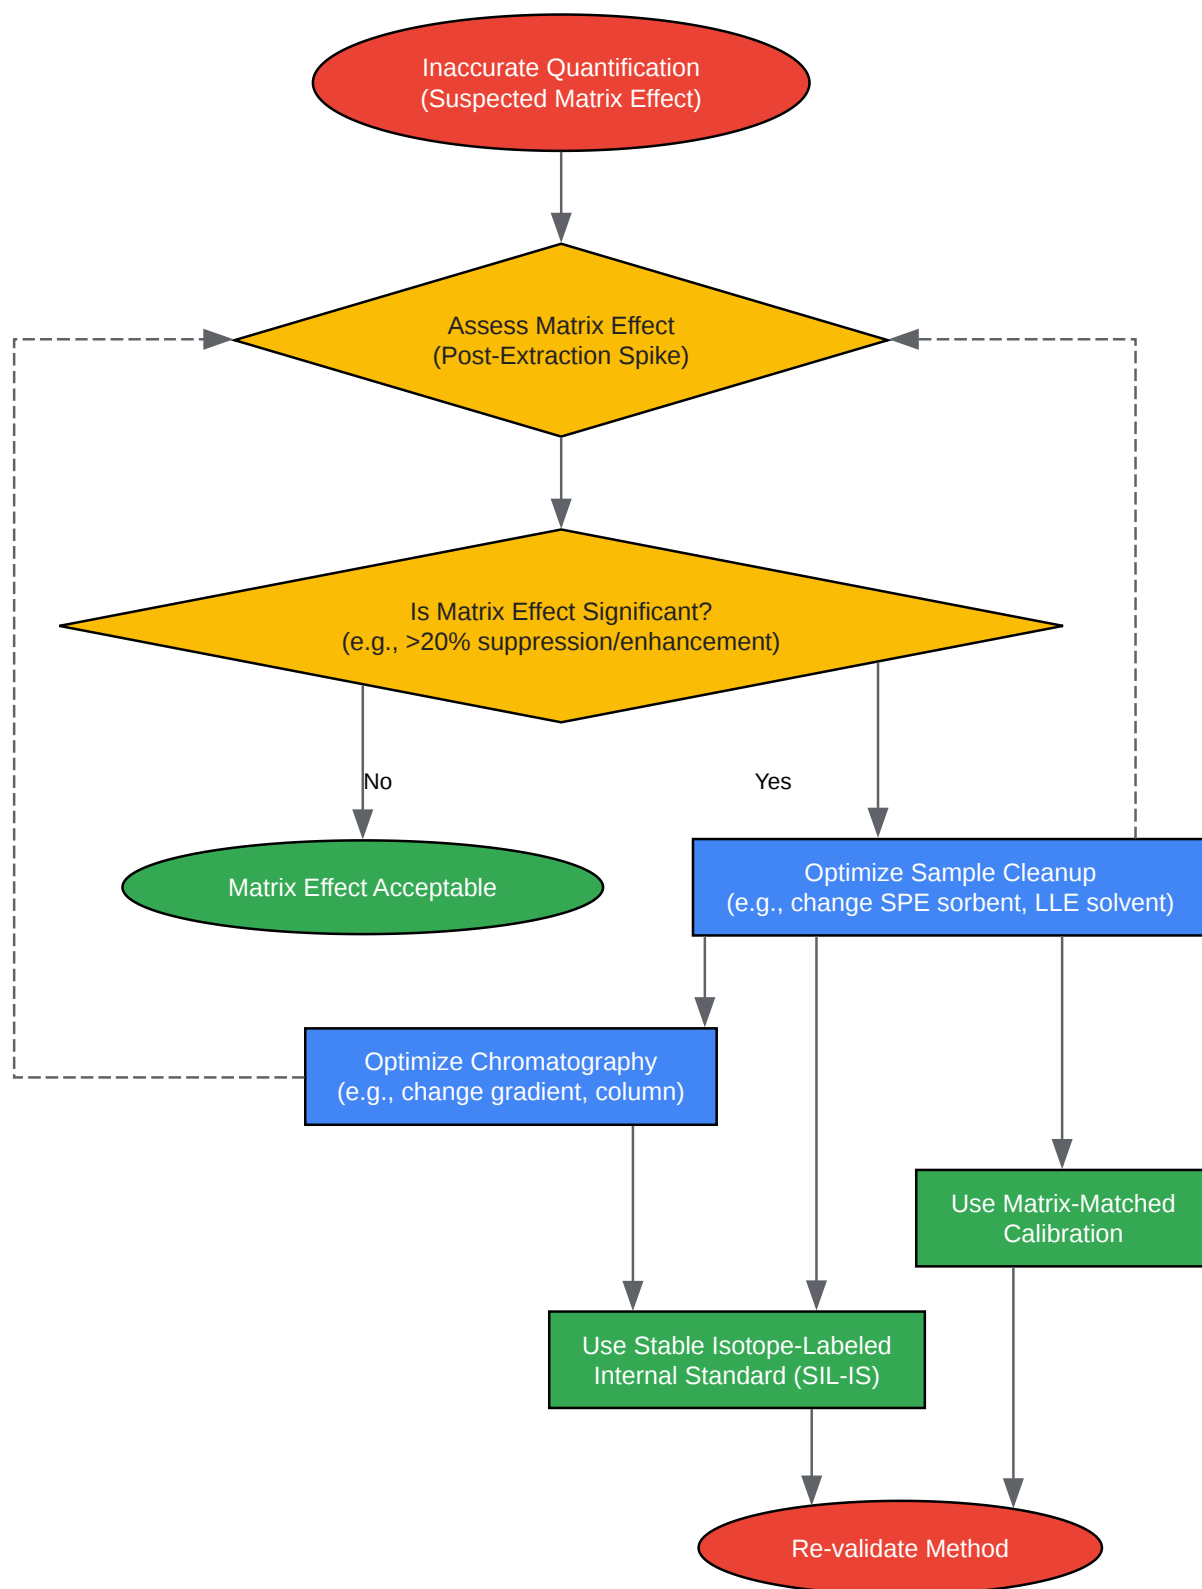 Inaccurate Quantification
(Suspected Matrix Effect)
Assess Matrix Effect
(Post-Extraction Spike)
Is Matrix Effect Significant?
(e.g., >20% suppression/enhancement)
No
Yes
Matrix Effect Acceptable
Optimize Sample Cleanup
(e.g., change SPE sorbent, LLE solvent)
Optimize Chromatography
(e.g., change gradient, column)
Use Matrix-Matched
Calibration
Use Stable Isotope-Labeled
Internal Standard (SIL-IS)
Re-validate Method